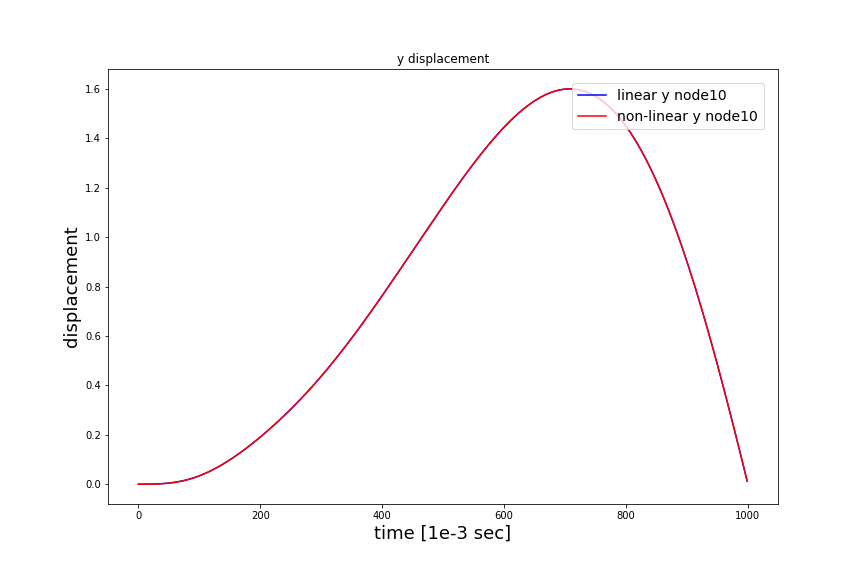 y displacement
1.6
1.4
1.2
1.0
0.8
0.6
0.4
0.2
0.0
displacement
linear y node10
non-linear y node10
0 200 400 600 800 1000
time [1e-3 sec]